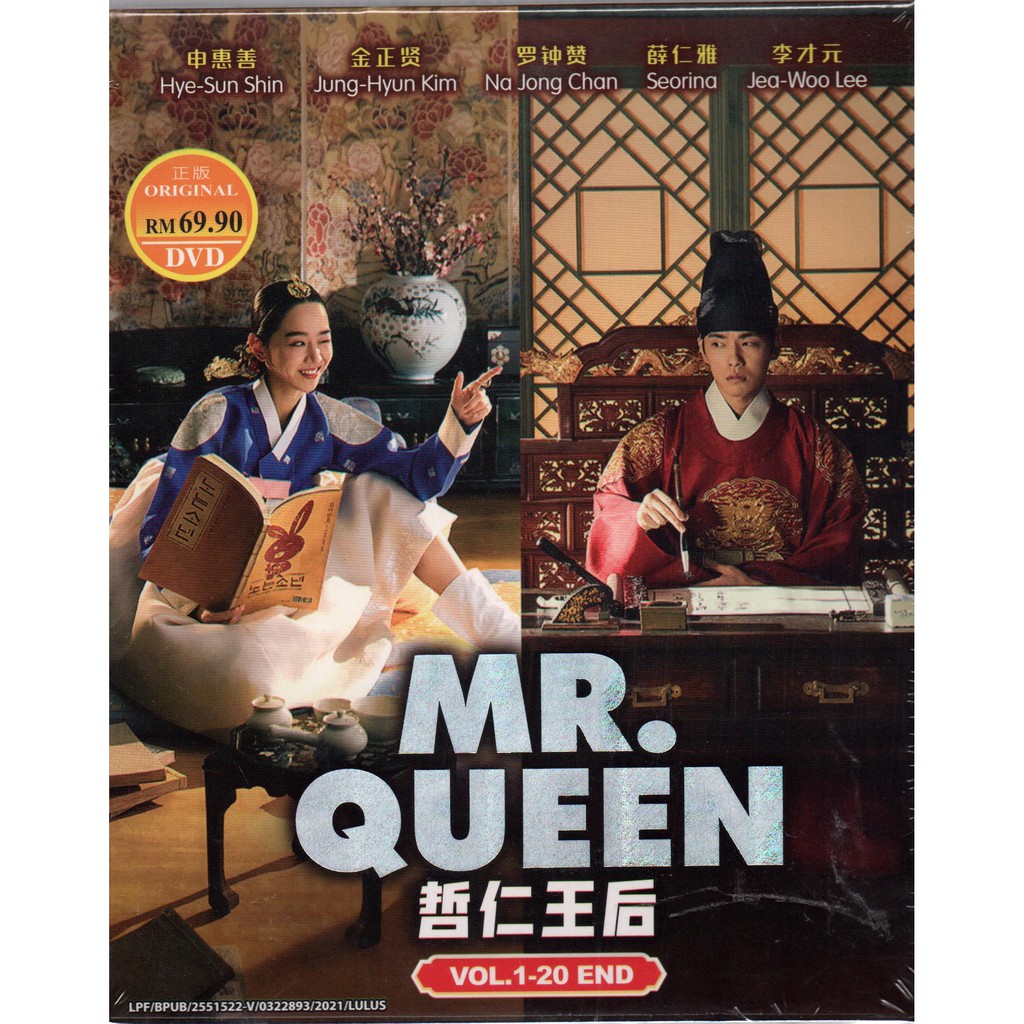 申惠善 金正贤 罗钟赞 薛仁雅 李才元
Hye-Sun Shin Jung-Hyun Kim Na Jong Chan Seorina Jea-Woo Lee
正版
ORIGINAL
RM 69.90
DVD
MR.
QUEEN
哲仁王后
VOL.1-20 END
LPF/BPUB/2551522-V/0322893/2021/LULUS